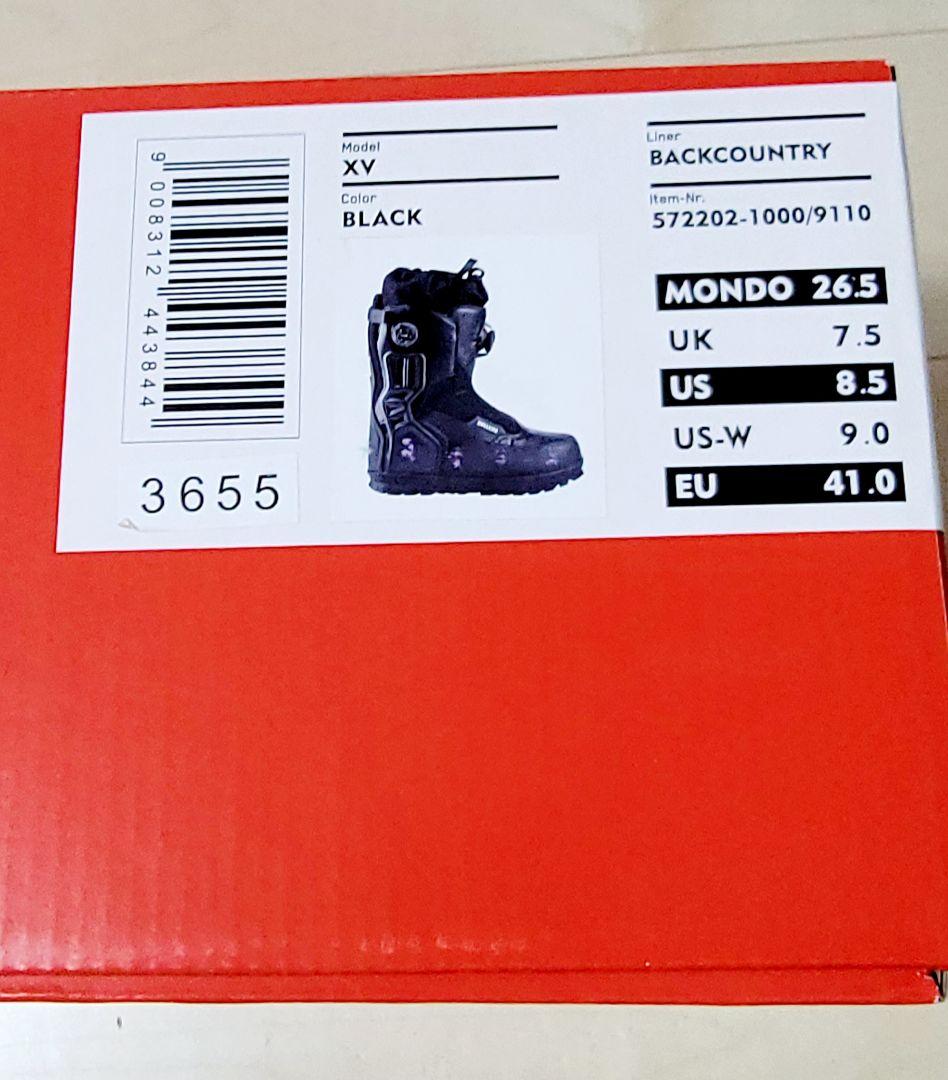 9 008312 443844
3655
Model
XV
Color
BLACK
Liner
BACKCOUNTRY
Item-Nr.
572202-1000/9110
MONDO 26.5
UK 7.5
US 8.5
US-W 9.0
EU 41.0